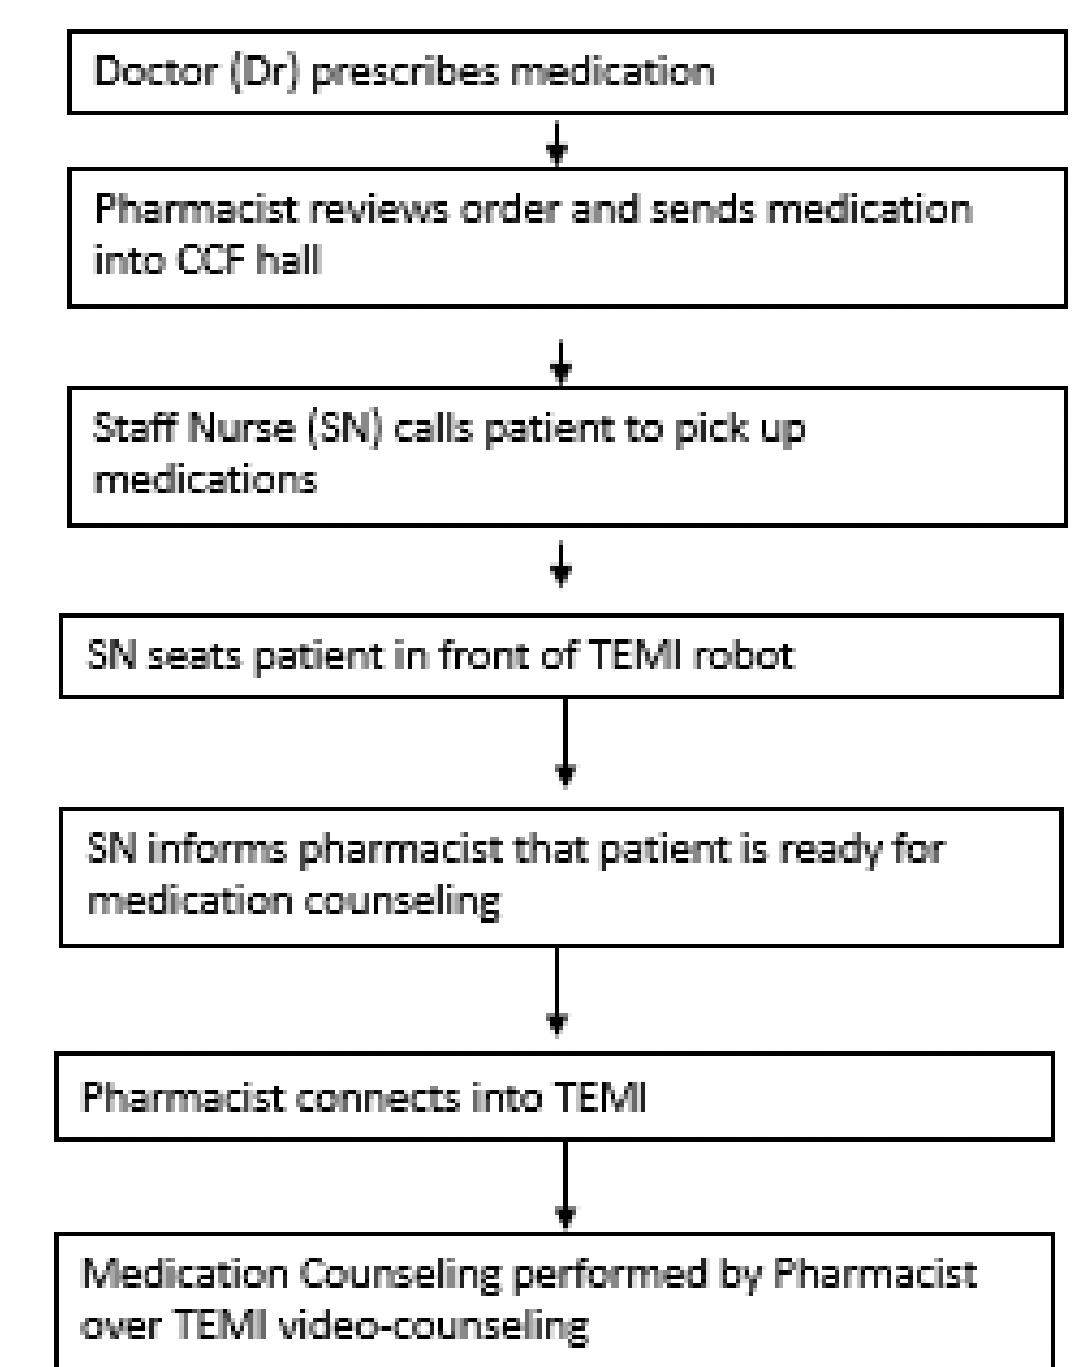 Doctor (Dr) prescribes medication
Pharmacist reviews order and sends medication
into CCF hall
Staff Nurse (SN) calls patient to pick up
medications
SN seats patient in front of TEMI robot
SN informs pharmacist that patient is ready for
medication counseling
Pharmacist connects into TEMI
Medication Counseling performed by Pharmacist
over TEMI video-counseling